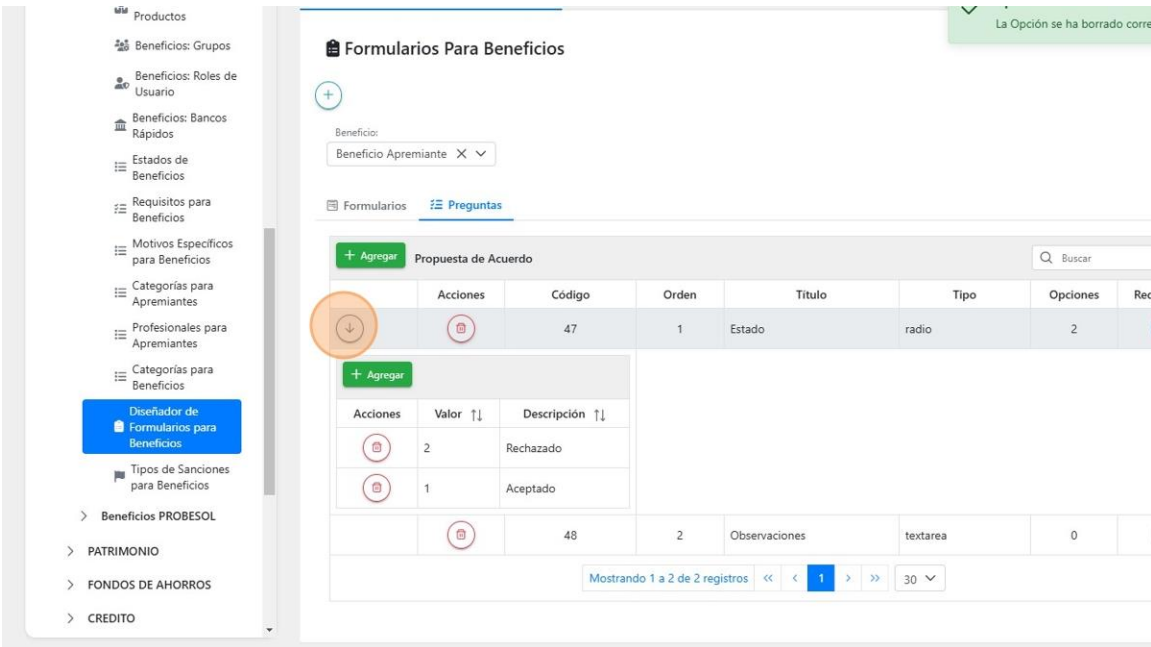 Productos
Beneficios: Grupos
Beneficios: Roles de
Usuario
Beneficios: Bancos
Rápidos
Estados de
Beneficios
Requisitos para
Beneficios
Motivos Específicos
para Beneficios
Categorías para
Apremiantes
Profesionales para
Apremiantes
Categorías para
Beneficios
Diseñador de
Formularios para
Beneficios
Tipos de Sanciones
para Beneficios
Beneficios PROBESOL
PATRIMONIO
FONDOS DE AHORROS
CREDITO
La Opción se ha borrado corre
Formularios Para Beneficios
Beneficio:
Beneficio Apremiante
Formularios Preguntas
+ Agregar Propuesta de Acuerdo Buscar
Acciones Código Orden Título Tipo Opciones Rec
47 1 Estado radio 2
+ Agregar
Acciones Valor Descripción
2 Rechazado
1 Aceptado
48 2 Observaciones textarea 0
Mostrando 1 a 2 de 2 registros << < 1 > >> 30